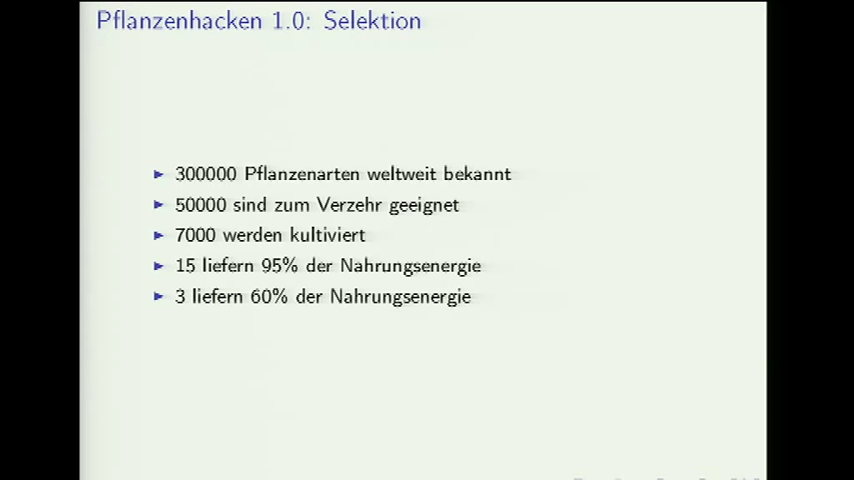 Pflanzenhacken 1.0: Selektion
300000 Pflanzenarten weltweit bekannt
50000 sind zum Verzehr geeignet
7000 werden kultiviert
15 liefern 95% der Nahrungsenergie
3 liefern 60% der Nahrungsenergie